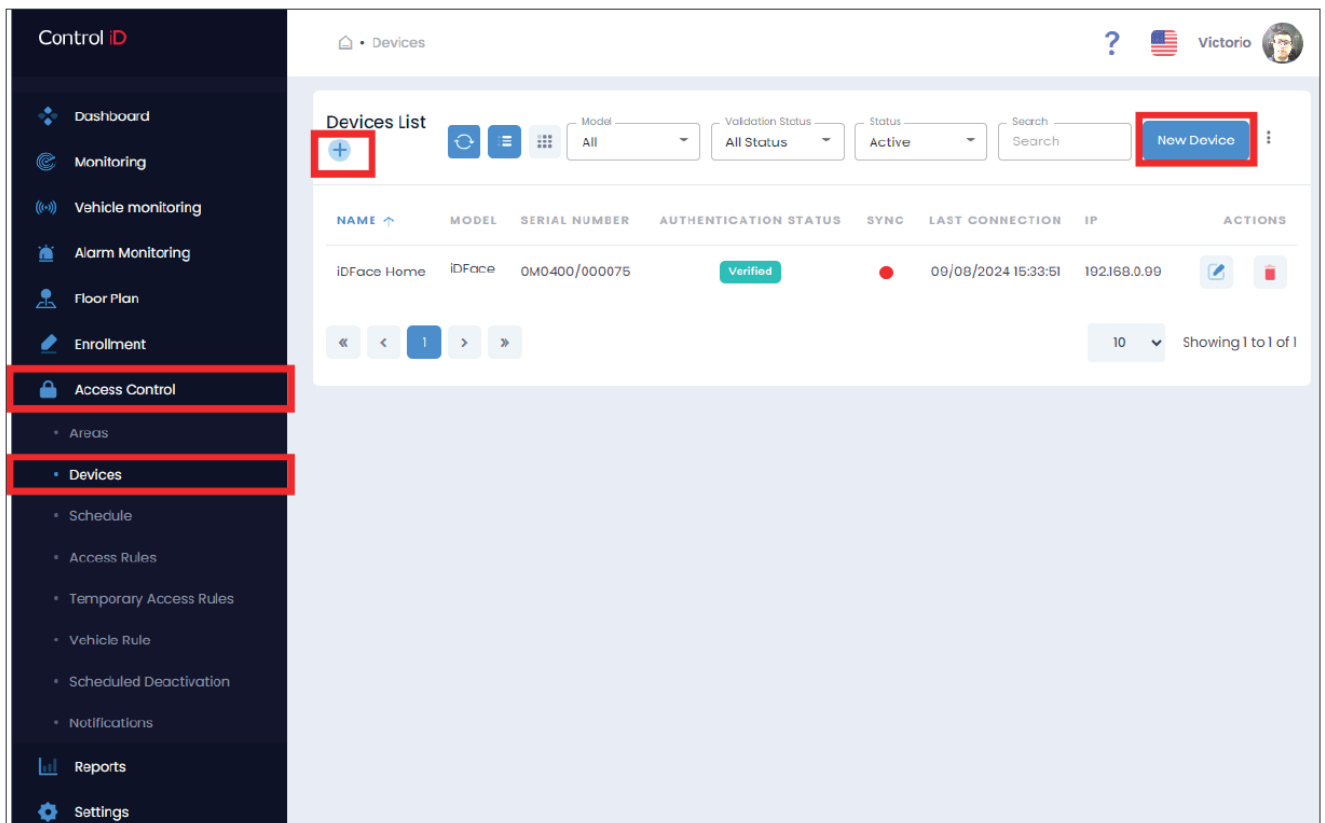 Control iD
Devices
? Victorio
Dashboard
Monitoring
Vehicle monitoring
Alarm Monitoring
Floor Plan
Enrollment
Access Control
Areas
Devices
Schedule
Access Rules
Temporary Access Rules
Vehicle Rule
Scheduled Deactivation
Notifications
Reports
Settings
Devices List
+
Model
All
Validation Status
All Status
Status
Active
Search
Search
New Device
NAME ↑ MODEL SERIAL NUMBER AUTHENTICATION STATUS SYNC LAST CONNECTION IP ACTIONS
iDFace Home iDFace 0M0400/000075 Verified 09/08/2024 15:33:51 192.168.0.99
« < 1 > » 10 Showing 1 to 1 of 1